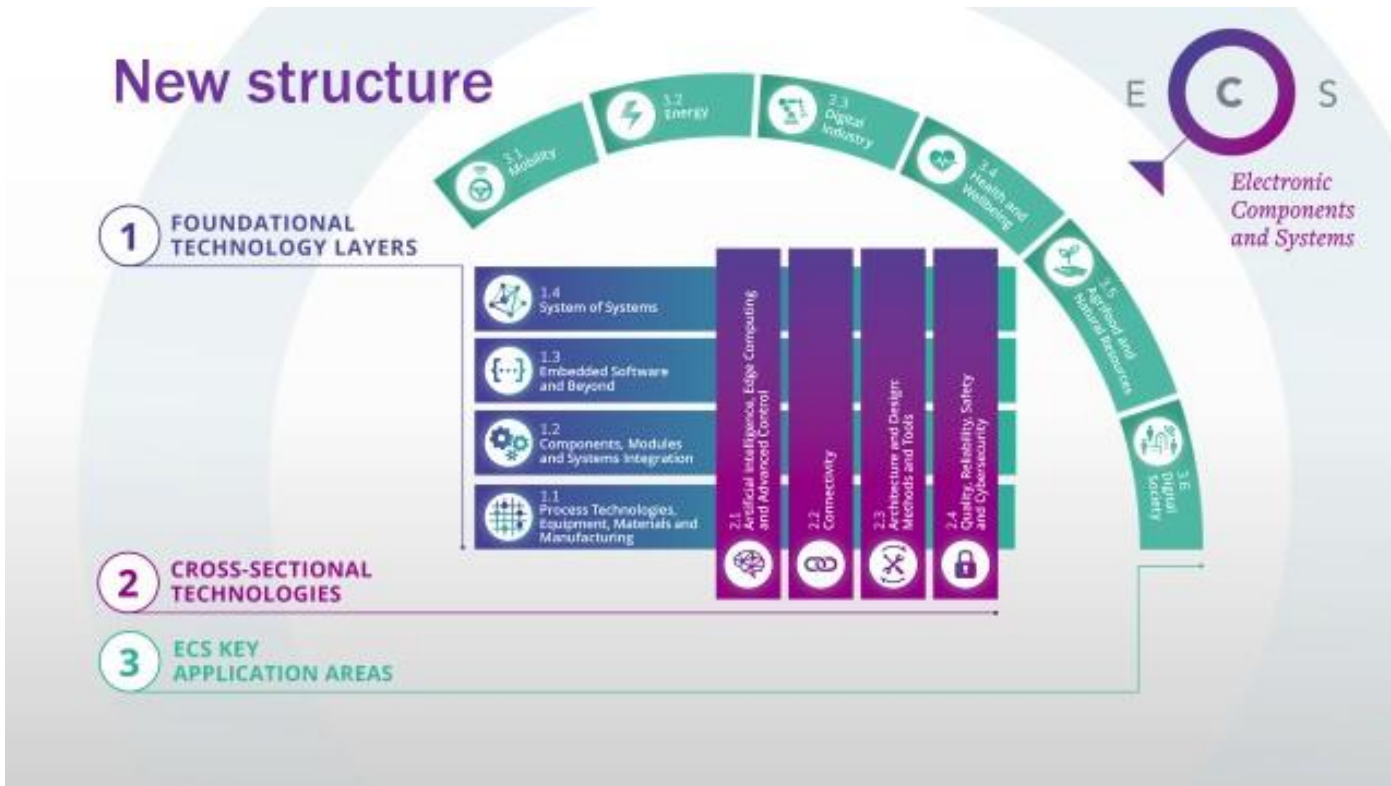 New structure
E C S
Electronic
Components
and Systems
3.1
Mobility
3.2
Energy
3.3
Digital
Industry
3.4
Health and
Wellbeing
3.5
Agrifood and
Natural Resources
3.6
Digital
society
1
FOUNDATIONAL
TECHNOLOGY LAYERS
1.4
System of Systems
1.3
Embedded Software
and Beyond
1.2
Components, Modules
and Systems Integration
1.1
Process Technologies,
Equipment, Materials and
Manufacturing
2.1
Artificial Intelligence, Edge Computing
and Advanced Control
2.2
Connectivity
2.3
Architecture and Design:
Methods and Tools
2.4
Quality, Reliability, Safety
and Cybersecurity
2
CROSS-SECTIONAL
TECHNOLOGIES
3
ECS KEY
APPLICATION AREAS